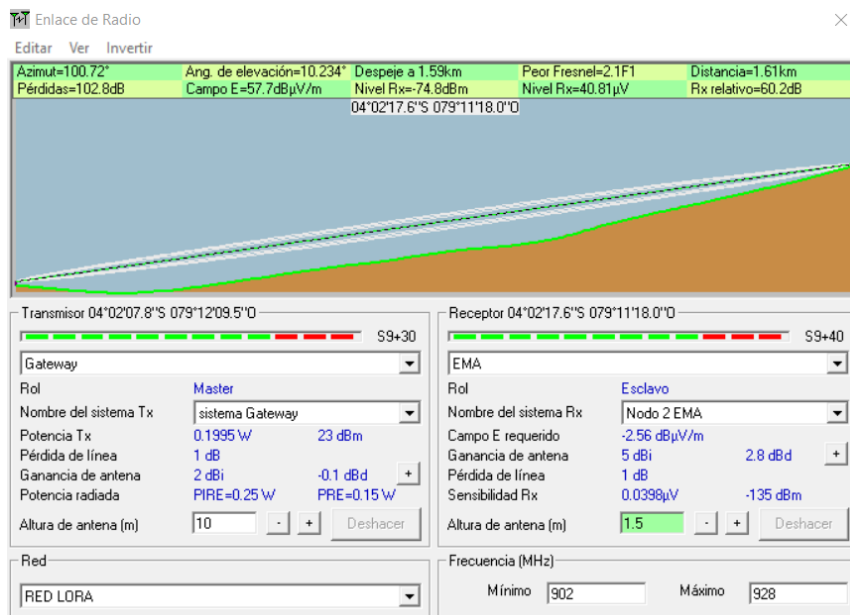 Enlace de Radio
Editar Ver Invertir
Azimut=100.72° Ang. de elevación=10.234° Despeje a 1.59km Peor Fresnel=2.1F1 Distancia=1.61km
Pérdidas=102.8dB Campo E=57.7dBμV/m Nivel Rx=-74.8dBm Nivel Rx=40.81μV Rx relativo=60.2dB
04°02'17.6"S 079°11'18.0"O
Transmisor 04°02'07.8"S 079°12'09.5"O
S9+30
Gateway
Rol Master
Nombre del sistema Tx sistema Gateway
Potencia Tx 0.1995 W 23 dBm
Pérdida de línea 1 dB
Ganancia de antena 2 dBi -0.1 dBd +
Potencia radiada PIRE=0.25 W PRE=0.15 W
Altura de antena (m) 10 - + Deshacer
Receptor 04°02'17.6"S 079°11'18.0"O
S9+40
EMA
Rol Esclavo
Nombre del sistema Rx Nodo 2 EMA
Campo E requerido -2.56 dBμV/m
Ganancia de antena 5 dBi 2.8 dBd +
Pérdida de línea 1 dB
Sensibilidad Rx 0.0398μV -135 dBm
Altura de antena (m) 1.5 - + Deshacer
Red
RED LORA
Frecuencia (MHz)
Mínimo 902 Máximo 928